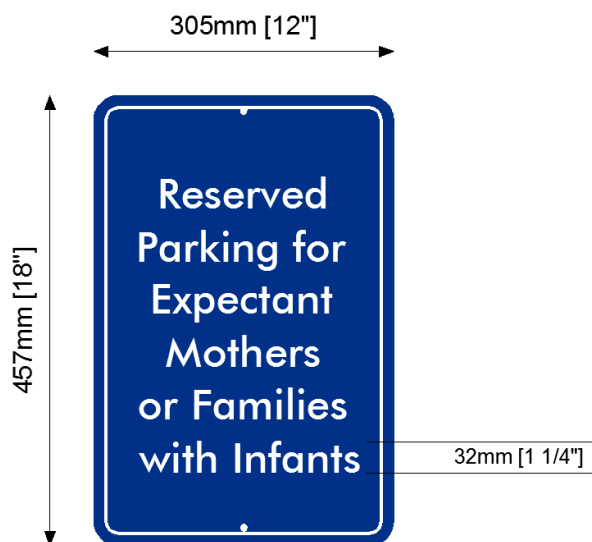 305mm [12"]
457mm [18"]
Reserved
Parking for
Expectant
Mothers
or Families
with Infants
32mm [1 1/4"]